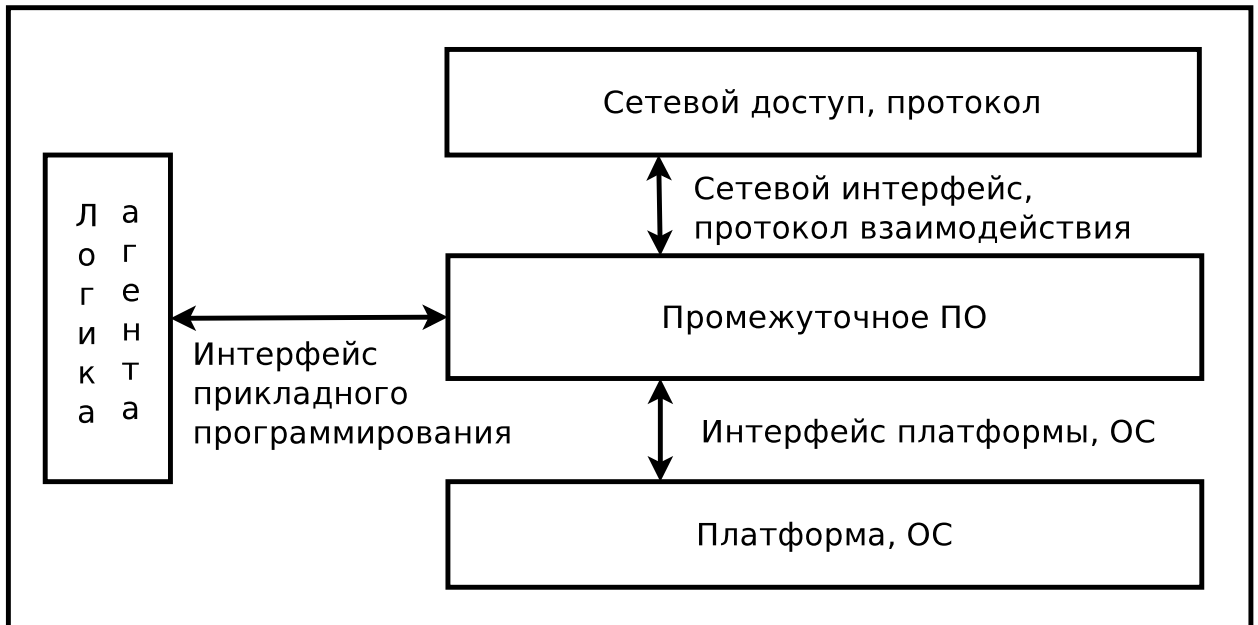 Сетевой доступ, протокол
Сетевой интерфейс,
протокол взаимодействия
Логика
агента
Промежуточное ПО
Интерфейс
прикладного
программирования
Интерфейс платформы, ОС
Платформа, ОС